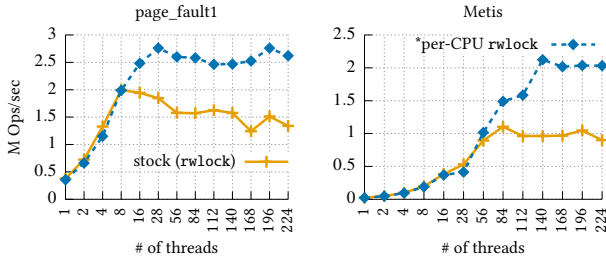 page_fault1
M Ops/sec
3
2.5
2
1.5
1
0.5
0
stock (rwlock)
1 2 4 8 16 28 56 84 112 140 168 196 224
# of threads
Metis
2.5
2
1.5
1
0.5
0
*per-CPU rwlock
1 2 4 8 16 28 56 84 112 140 168 196 224
# of threads